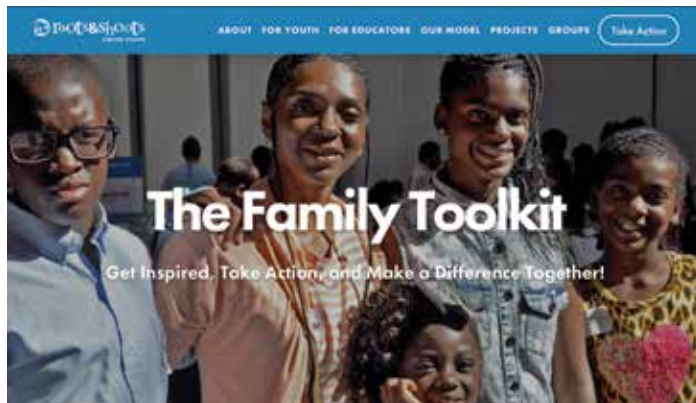 roots&shoots
ABOUT FOR YOUTH FOR EDUCATORS OUR MODEL PROJECTS GROUPS Take Action
The Family Toolkit
Get Inspired, Take Action, and Make a Difference Together!